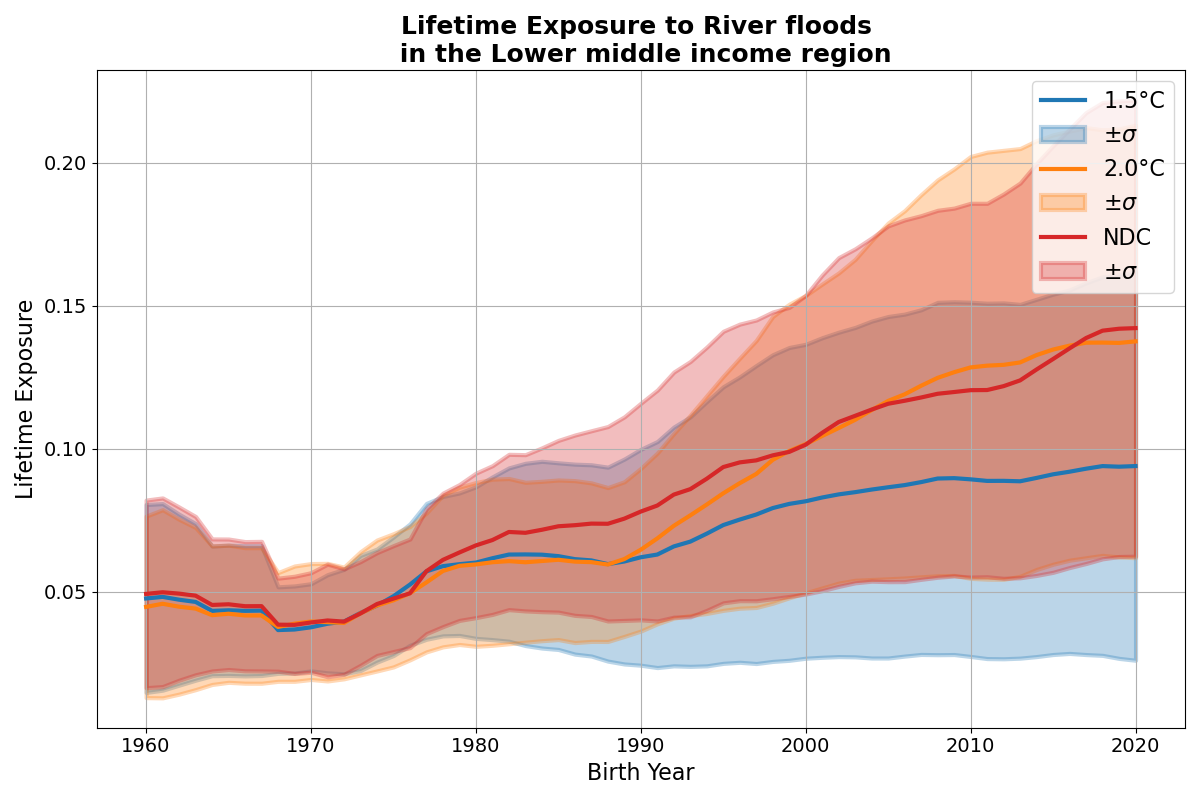 Lifetime Exposure to River floods
in the Lower middle income region
1.5°C
±σ
2.0°C
±σ
NDC
±σ
Lifetime Exposure
0.20
0.15
0.10
0.05
1960 1970 1980 1990 2000 2010 2020
Birth Year